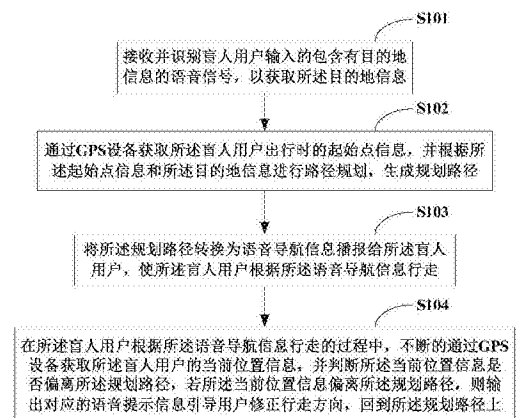 S101
接收并识别盲人用户输入的包含有目的地
信息的语音信号，以获取所述目的地信息
S102
通过GPS设备获取所述盲人用户出行时的起始点信息，并根据所
述起始点信息和所述目的地信息进行路径规划，生成规划路径
S103
将所述规划路径转换为语音导航信息播报给所述盲人
用户，使所述盲人用户根据所述语音导航信息行走
S104
在所述盲人用户根据所述语音导航信息行走的过程中，不断的通过GPS
设备获取所述盲人用户的当前位置信息，并判断所述当前位置信息是
否偏离所述规划路径，若所述当前位置信息偏离所述规划路径，则输
出对应的语音提示信息引导用户修正行走方向，回到所述规划路径上